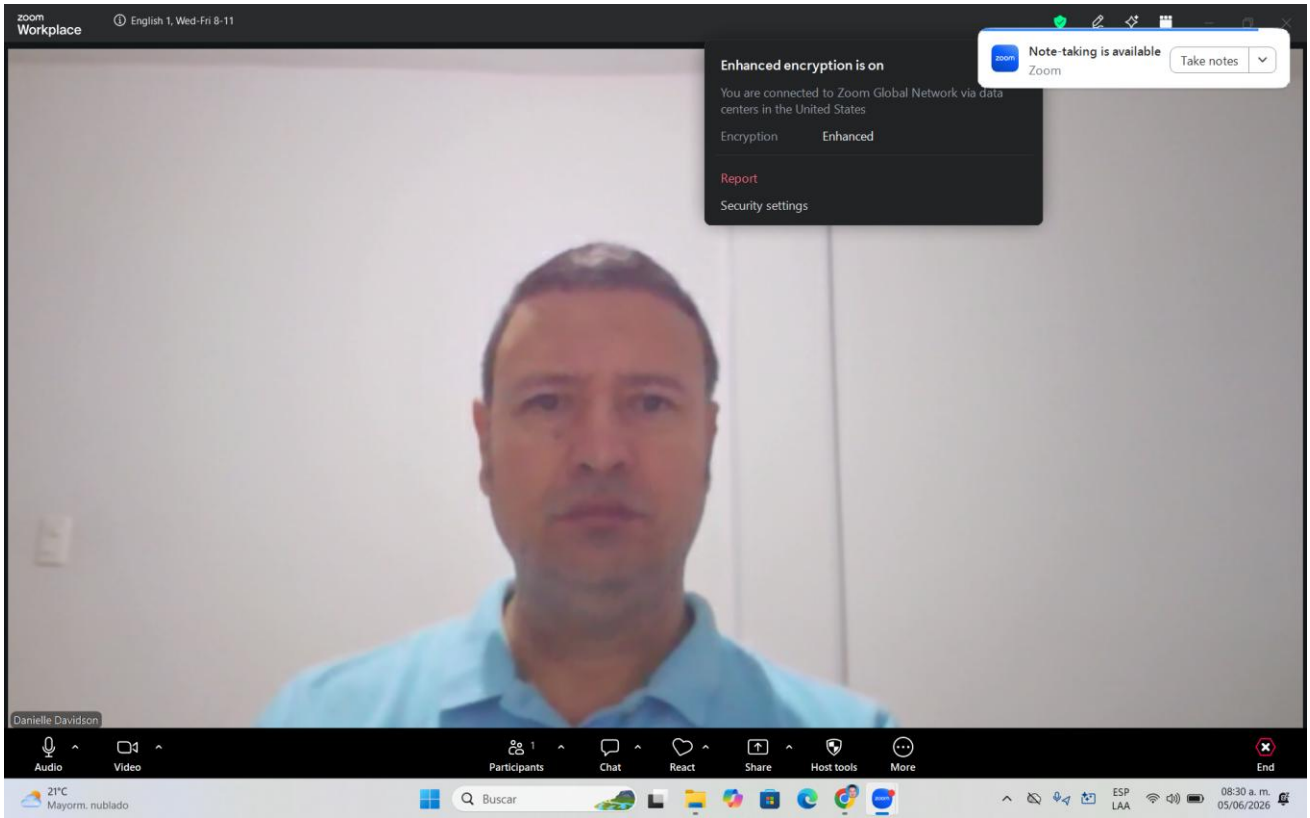 zoom
Workplace
English 1, Wed-Fri 8-11
Note-taking is available
Zoom
Take notes
zoom
Enhanced encryption is on
You are connected to Zoom Global Network via data
centers in the United States
Encryption Enhanced
Report
Security settings
Danielle Davidson
Audio
Video
1
Participants
Chat
React
Share
Host tools
More
End
21°C
Mayorm. nublado
Buscar
zoom
ESP
LAA
08:30 a. m.
05/06/2026